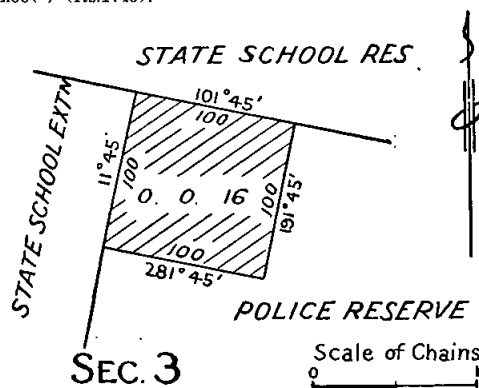 STATE SCHOOL RES.
101°45'
100
STATE SCHOOL EXTN
11°45'
100
0. 0. 16
100
191°45'
100
281°45'
POLICE RESERVE
SEC. 3
Scale of Chains
0